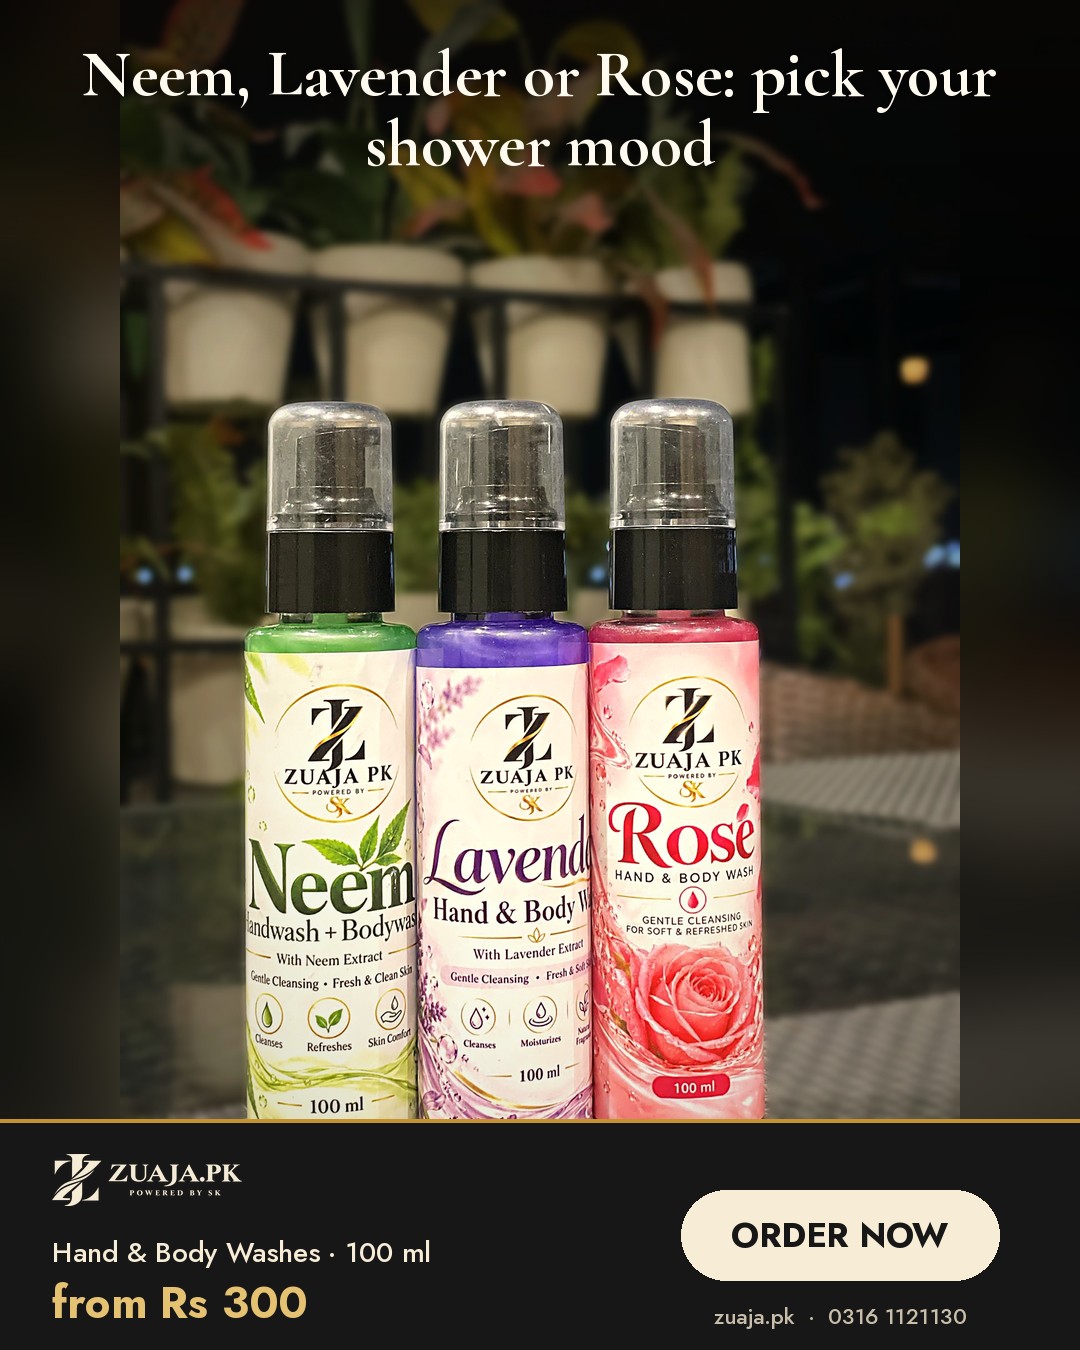 Neem, Lavender or Rose: pick your
shower mood
ZUAJA PK
POWERED BY
SK
Neem
Handwash + Bodywas
With Neem Extract
Gentle Cleansing • Fresh & Clean Skin
Cleanses
Refreshes
Skin Comfort
100 ml
ZUAJA PK
POWERED BY
SK
Lavend
Hand & Body W
With Lavender Extract
Gentle Cleansing • Fresh & Soft
Cleanses
Moisturizes
100 ml
ZUAJA PK
POWERED BY
SK
Rose
HAND & BODY WASH
GENTLE CLEANSING
FOR SOFT & REFRESHED SKIN
100 ml
ZUAJA.PK
POWERED BY SK
Hand & Body Washes · 100 ml
from Rs 300
ORDER NOW
zuaja.pk · 0316 1121130